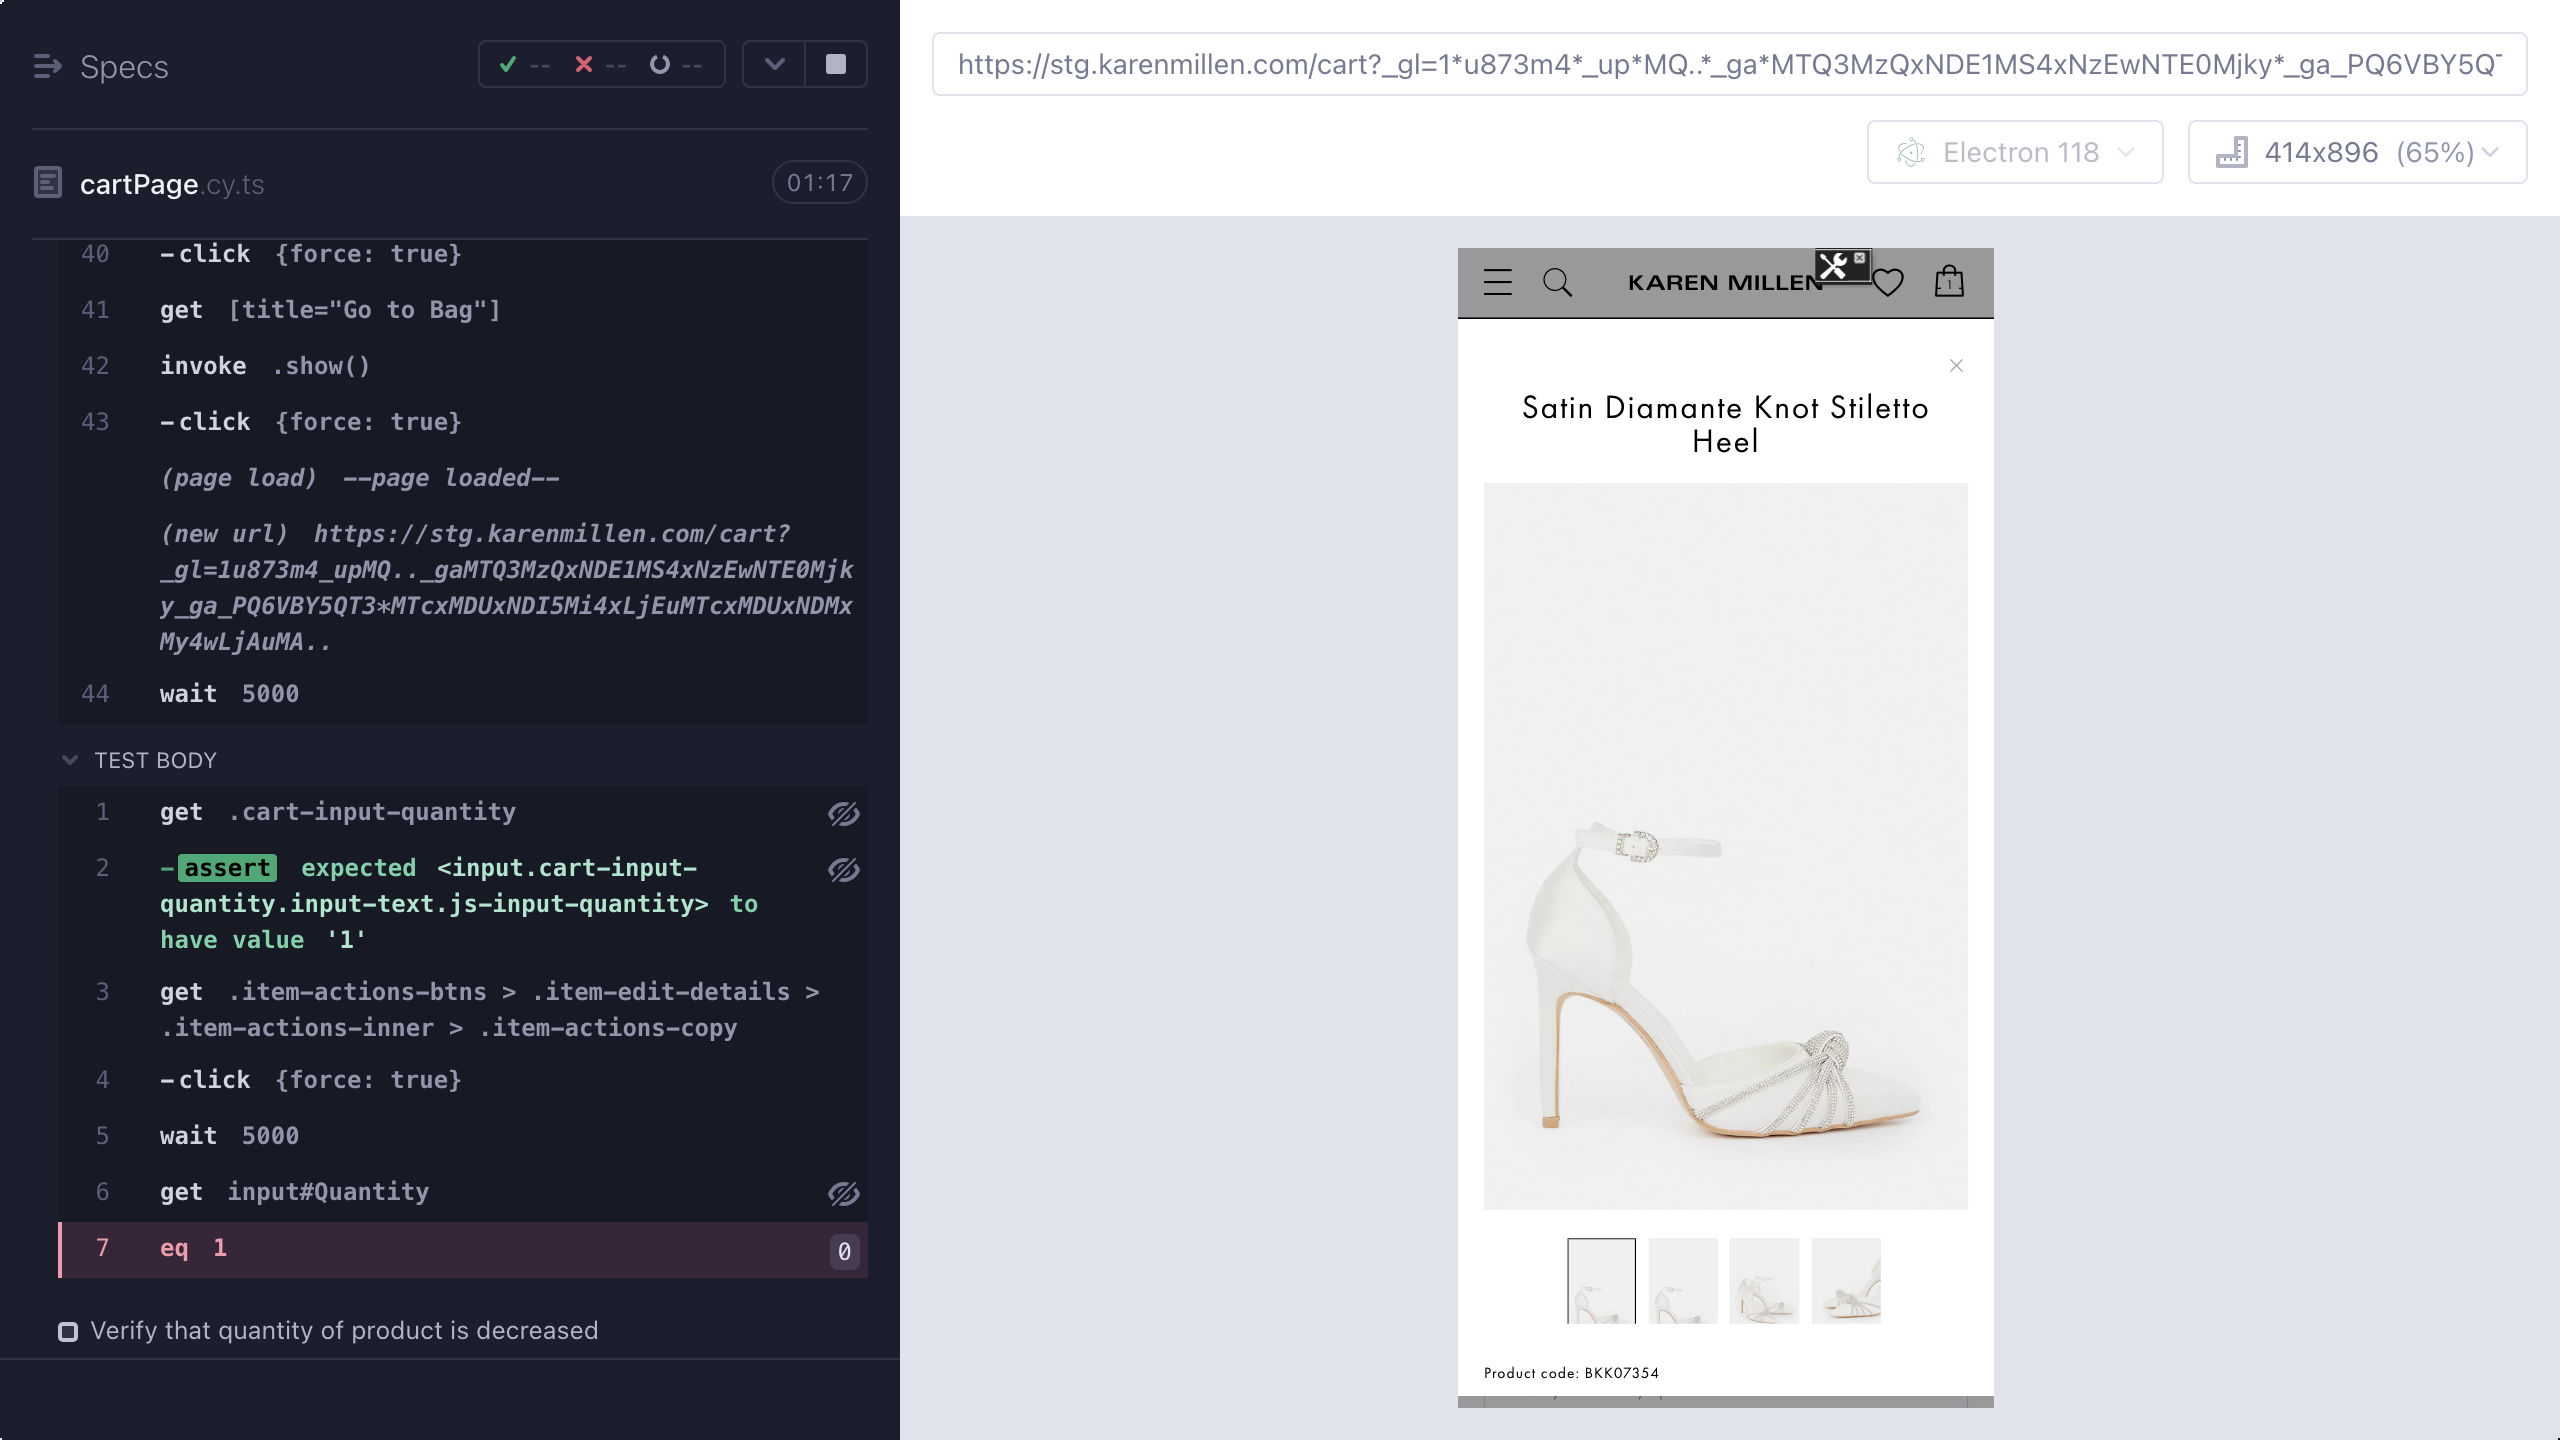 Specs
-- -- --
cartPage.cy.ts 01:17
40 -click {force: true}
41 get [title="Go to Bag"]
42 invoke .show()
43 -click {force: true}
(page load) --page loaded--
(new url) https://stg.karenmillen.com/cart?
_gl=1u873m4_upMQ.._gaMTQ3MzQxNDE1MS4xNzEwNTE0Mjk
y_ga_PQ6VBY5QT3*MTcxMDUxNDI5Mi4xLjEuMTcxMDUxNDMx
My4wLjAuMA..
44 wait 5000
TEST BODY
1 get .cart-input-quantity
2 -assert expected <input.cart-input-
quantity.input-text.js-input-quantity> to
have value '1'
3 get .item-actions-btns > .item-edit-details >
.item-actions-inner > .item-actions-copy
4 -click {force: true}
5 wait 5000
6 get input#Quantity
7 eq 1 0
Verify that quantity of product is decreased
https://stg.karenmillen.com/cart?_gl=1*u873m4*_up*MQ..*_ga*MTQ3MzQxNDE1MS4xNzEwNTE0Mjky*_ga_PQ6VBY5Q
Electron 118
414x896 (65%)
KAREN MILLEN
1
Satin Diamante Knot Stiletto
Heel
Product code: BKK07354